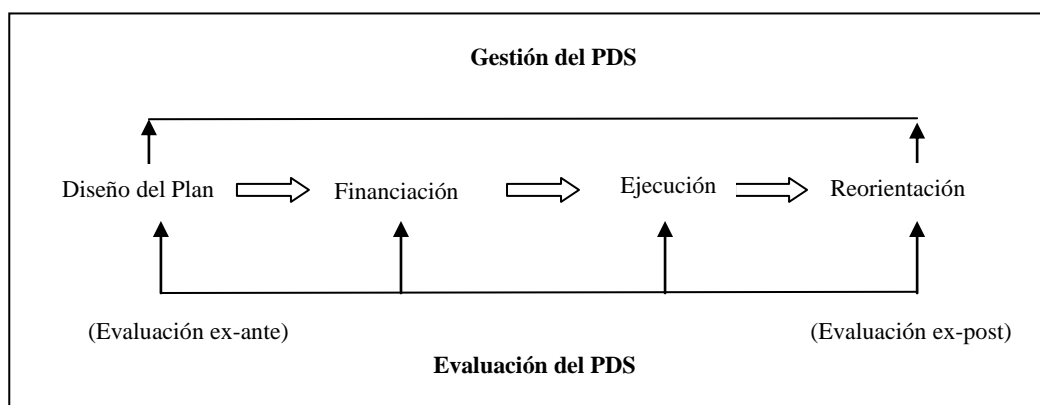 Gestión del PDS
Diseño del Plan
Financiación
Ejecución
Reorientación
(Evaluación ex-ante)
(Evaluación ex-post)
Evaluación del PDS